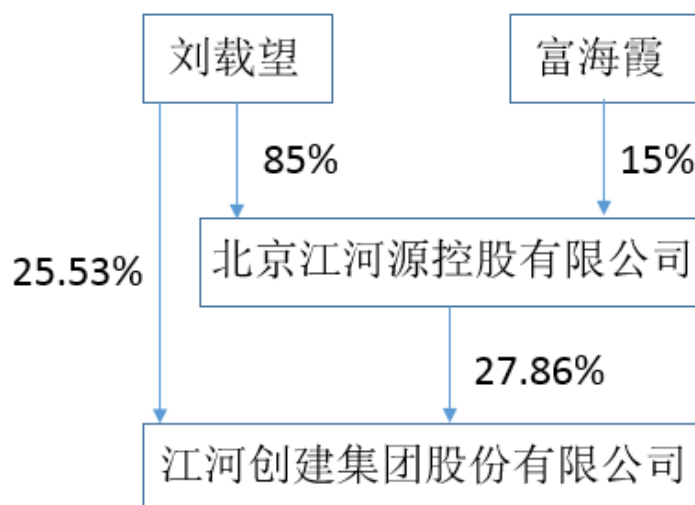 刘载望
富海霞
85%
15%
北京江河源控股有限公司
25.53%
27.86%
江河创建集团股份有限公司